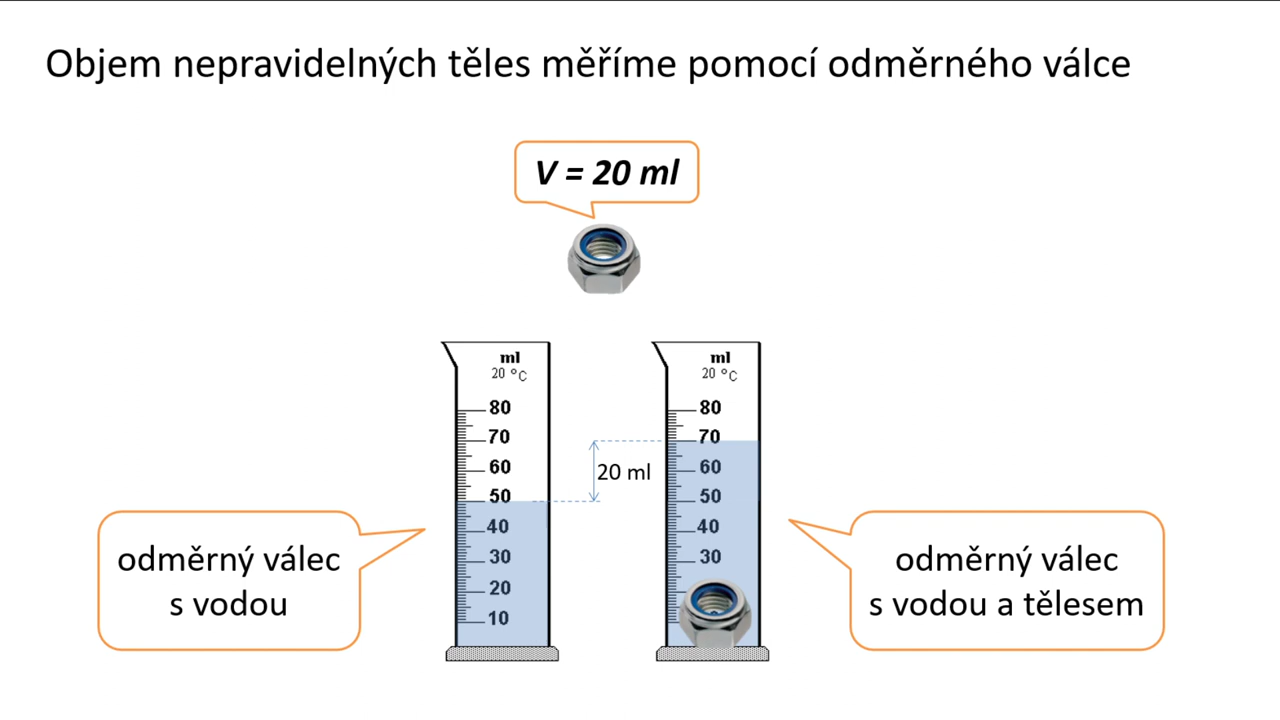 Objem nepravidelných těles měříme pomocí odměrného válce
V = 20 ml
ml
20 °C
80
70
60
50
40
30
20
10
20 ml
ml
20 °C
80
70
60
50
40
30
odměrný válec
s vodou
odměrný válec
s vodou a tělesem